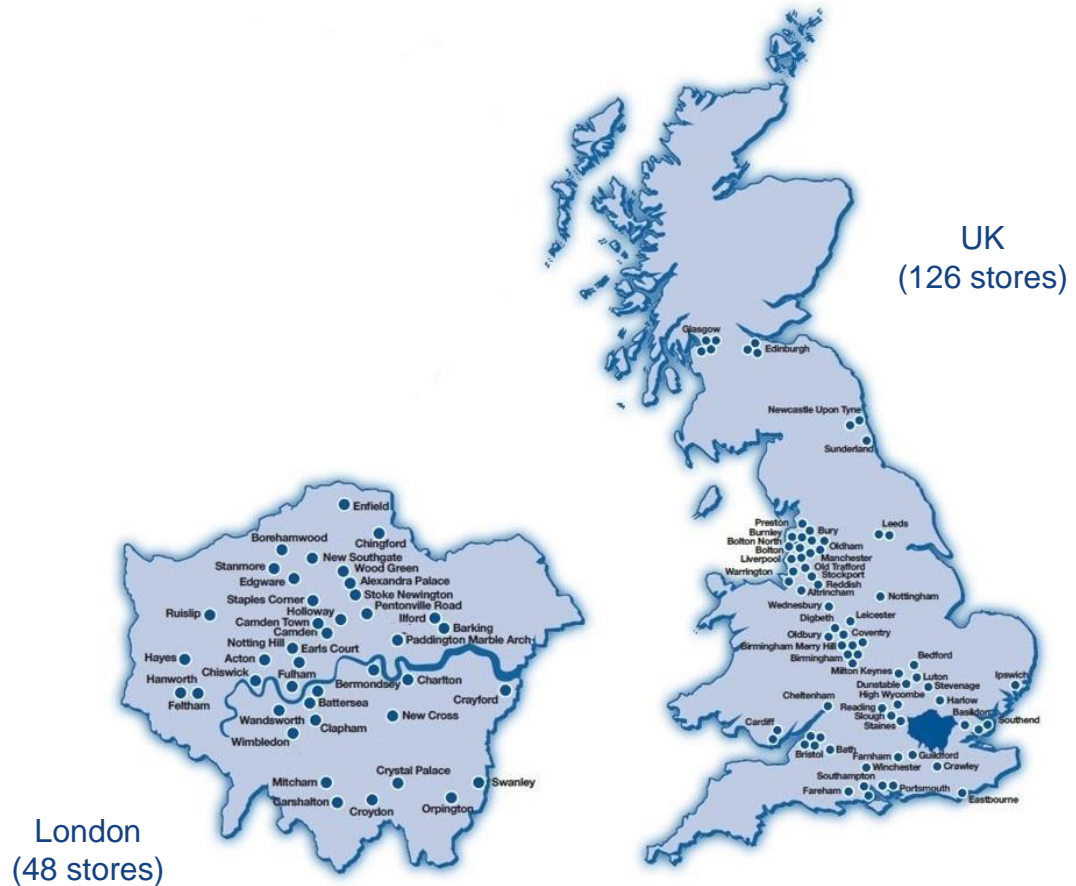 UK
(126 stores)
Glasgow
Edinburgh
Newcastle Upon Tyne
Sunderland
Preston
Burnley
Bury
Leeds
Bolton North
Oldham
Bolton
Manchester
Liverpool
Old Trafford
Warrington
Stockport
Reddish
Altrincham
Nottingham
Wednesbury
Leicester
Digbeth
Oldbury
Coventry
Birmingham Merry Hill
Birmingham
Bedford
Milton Keynes
Luton
Ipswich
Dunstable
Stevenage
Cheltenham
High Wycombe
Harlow
Reading
Basildon
Slough
Southend
Cardiff
Staines
Bristol
Bath
Farnham
Guildford
Winchester
Crawley
Southampton
Fareham
Portsmouth
Eastbourne
Enfield
Chingford
Borehamwood
New Southgate
Stanmore
Wood Green
Edgware
Alexandra Palace
Stoke Newington
Staples Corner
Pentonville Road
Ruislip
Holloway
Ilford
Camden Town
Barking
Camden
Paddington Marble Arch
Notting Hill
Earls Court
Hayes
Acton
Chiswick
Fulham
Hanworth
Bermondsey
Charlton
Crayford
Feltham
Battersea
Wandsworth
Clapham
New Cross
Wimbledon
Crystal Palace
Mitcham
Swanley
Carshalton
Croydon
Orpington
London
(48 stores)